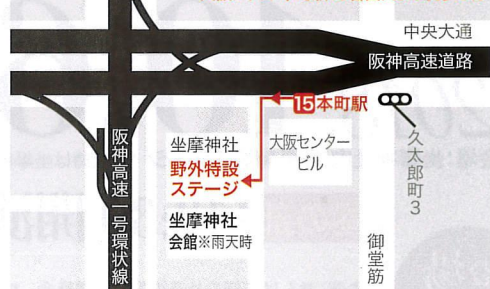 中央大通
阪神高速道路
15本町駅
坐摩神社
野外特設
ステージ
大阪センター
ビル
久太郎町3
阪神高速一号環状線
坐摩神社
会館※雨天時
御堂筋